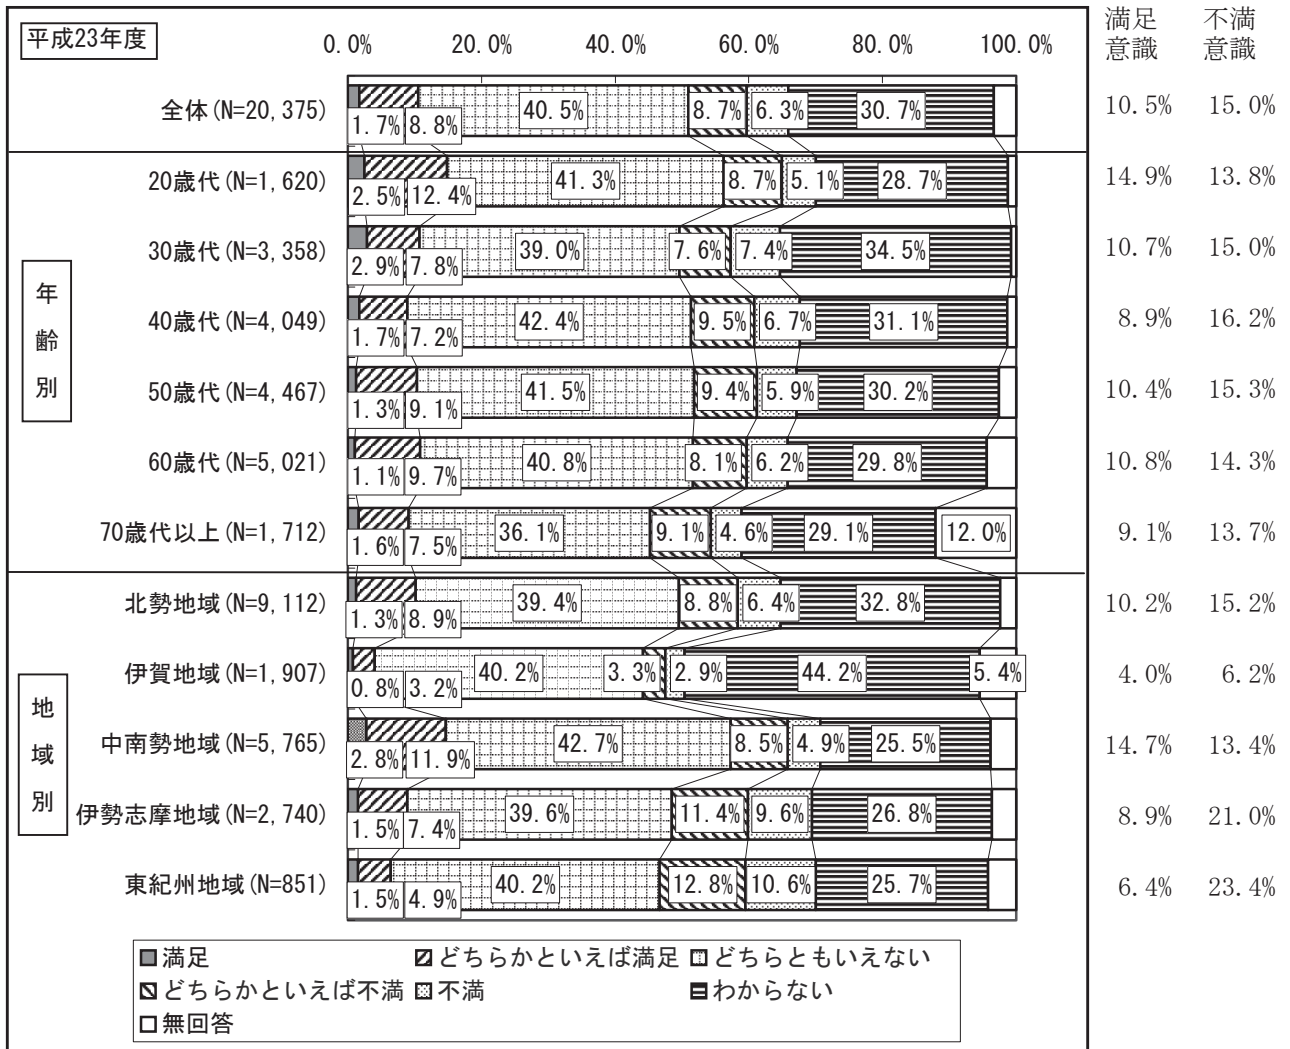 満足 不満
平成23年度 0.0% 20.0% 40.0% 60.0% 80.0% 100.0% 意識 意識
全体(N=20,375) 1.7% 8.8% 40.5% 8.7% 6.3% 30.7% 10.5% 15.0%
年齢別
20歳代(N=1,620) 2.5% 12.4% 41.3% 8.7% 5.1% 28.7% 14.9% 13.8%
30歳代(N=3,358) 2.9% 7.8% 39.0% 7.6% 7.4% 34.5% 10.7% 15.0%
40歳代(N=4,049) 1.7% 7.2% 42.4% 9.5% 6.7% 31.1% 8.9% 16.2%
50歳代(N=4,467) 1.3% 9.1% 41.5% 9.4% 5.9% 30.2% 10.4% 15.3%
60歳代(N=5,021) 1.1% 9.7% 40.8% 8.1% 6.2% 29.8% 10.8% 14.3%
70歳代以上(N=1,712) 1.6% 7.5% 36.1% 9.1% 4.6% 29.1% 12.0% 9.1% 13.7%
地域別
北勢地域(N=9,112) 1.3% 8.9% 39.4% 8.8% 6.4% 32.8% 10.2% 15.2%
伊賀地域(N=1,907) 0.8% 3.2% 40.2% 3.3% 2.9% 44.2% 5.4% 4.0% 6.2%
中南勢地域(N=5,765) 2.8% 11.9% 42.7% 8.5% 4.9% 25.5% 14.7% 13.4%
伊勢志摩地域(N=2,740) 1.5% 7.4% 39.6% 11.4% 9.6% 26.8% 8.9% 21.0%
東紀州地域(N=851) 1.5% 4.9% 40.2% 12.8% 10.6% 25.7% 6.4% 23.4%
満足 どちらかといえば満足 どちらともいえない
どちらかといえば不満 不満 わからない
無回答